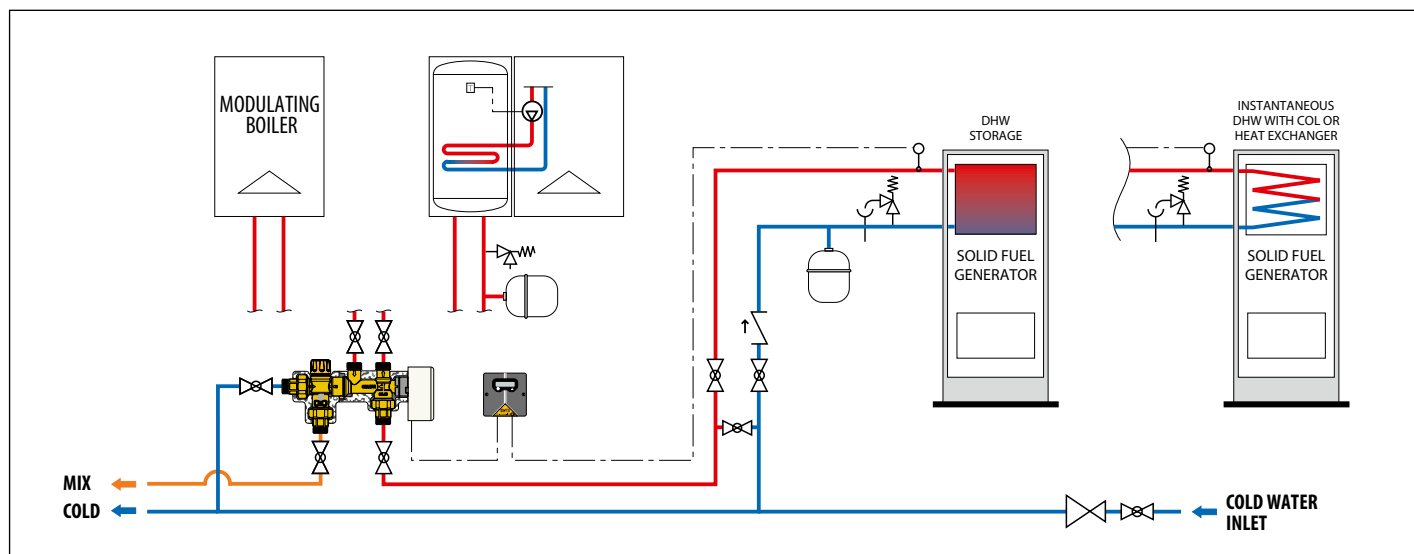 MODULATING
BOILER
T
DHW
STORAGE
INSTANTANEOUS
DHW WITH COL OR
HEAT EXCHANGER
SOLID FUEL
GENERATOR
SOLID FUEL
GENERATOR
MIX
COLD
COLD WATER
INLET